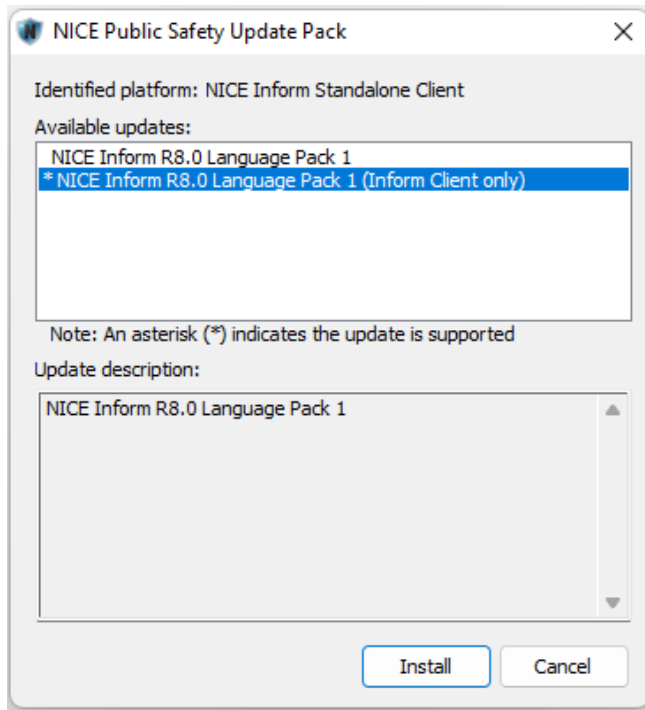 NICE Public Safety Update Pack
Identified platform: NICE Inform Standalone Client
Available updates:
NICE Inform R8.0 Language Pack 1
* NICE Inform R8.0 Language Pack 1 (Inform Client only)
Note: An asterisk (*) indicates the update is supported
Update description:
NICE Inform R8.0 Language Pack 1
Install
Cancel